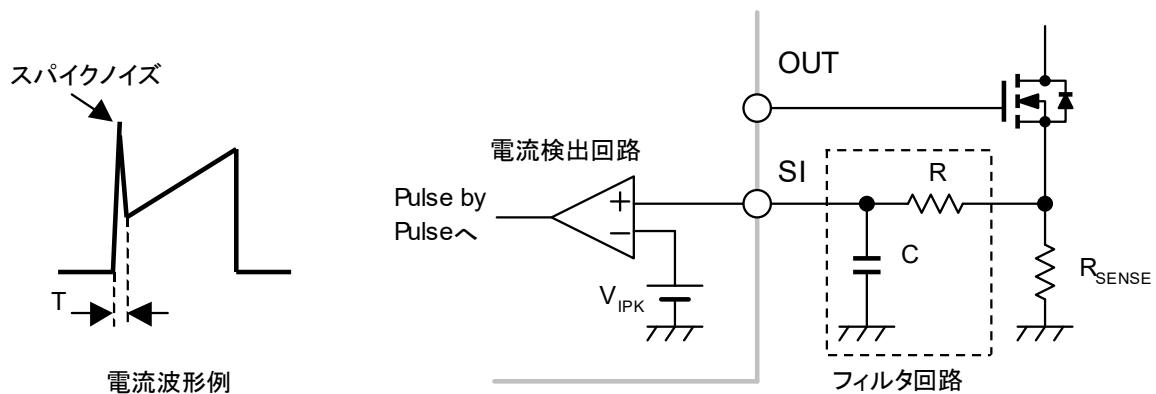 スパイクノイズ
T
電流波形例
電流検出回路
Pulse by
Pulseへ
V IPK
OUT
SI
R
C
R SENSE
フィルタ回路